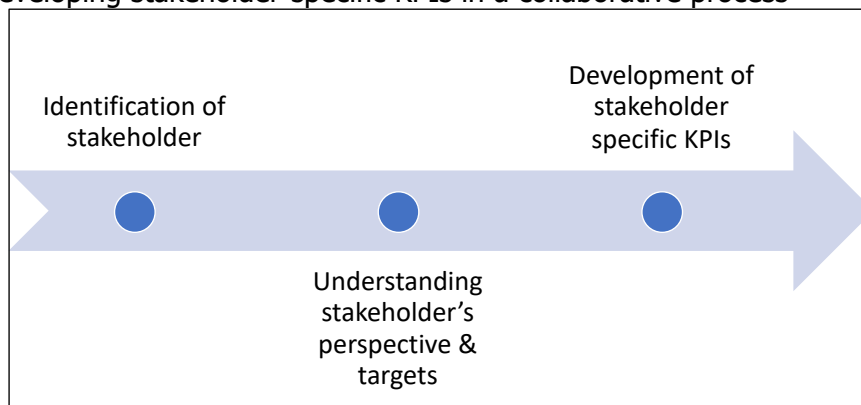 eveloping stakeholder specific KPIs in a collaborative process
Identification of
stakeholder
Understanding
stakeholder's
perspective &
targets
Development of
stakeholder
specific KPIs